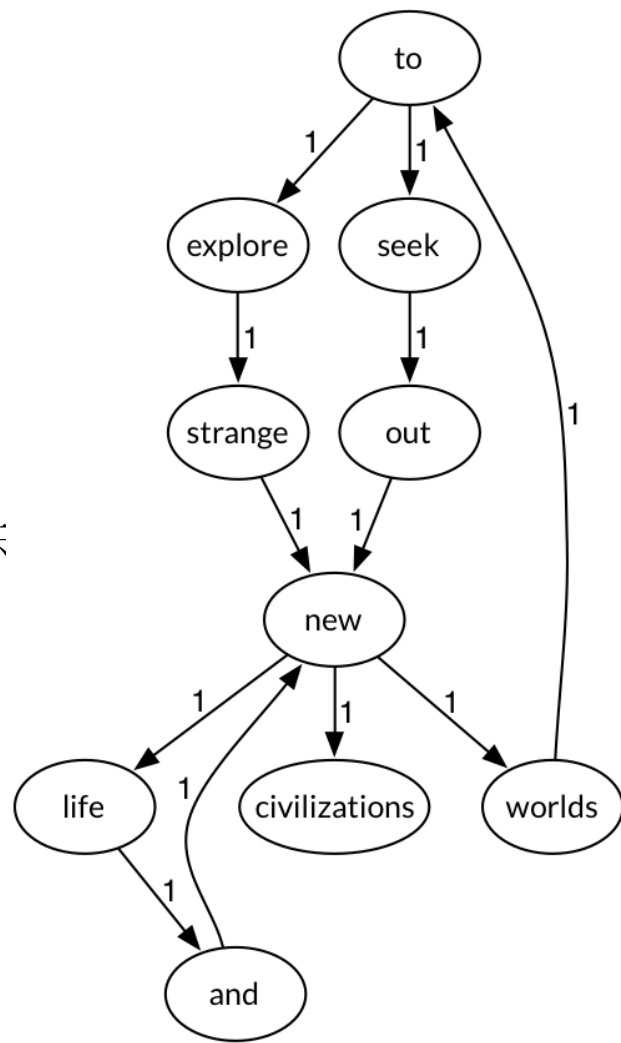 to
1
1
explore
seek
1
1
strange
out
1
1
1
new
1
1
1
1
life
civilizations
worlds
1
and